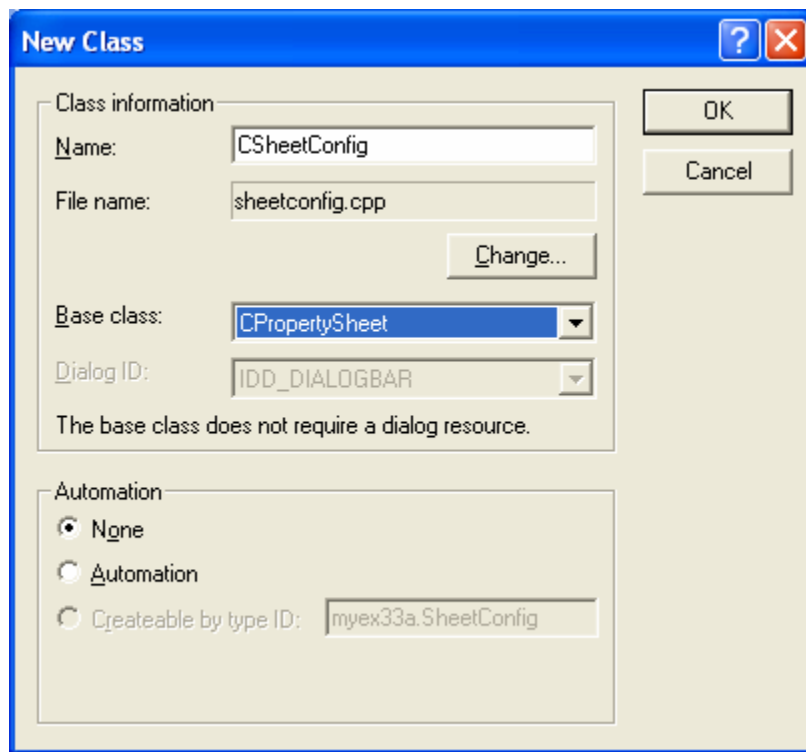 New Class
Class information
Name:
CSheetConfig
OK
File name:
sheetconfig.cpp
Cancel
Change...
Base class:
CPropertySheet
Dialog ID:
IDD_DIALOGBAR
The base class does not require a dialog resource.
Automation
None
Automation
Createable by type ID:
myex33a.SheetConfig